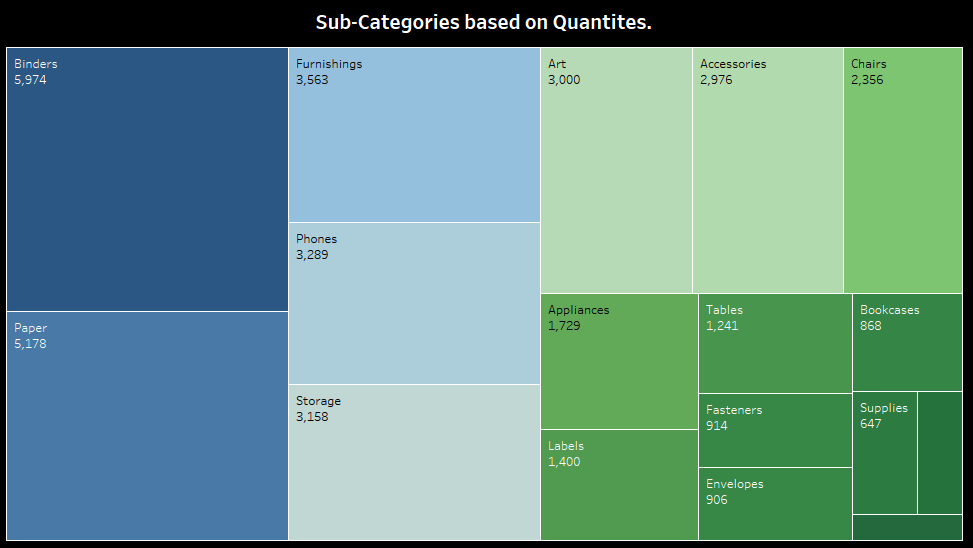 Sub-Categories based on Quantites.
Binders
5,974
Paper
5,178
Furnishings
3,563
Phones
3,289
Storage
3,158
Art
3,000
Accessories
2,976
Chairs
2,356
Appliances
1,729
Labels
1,400
Tables
1,241
Fasteners
914
Envelopes
906
Bookcases
868
Supplies
647